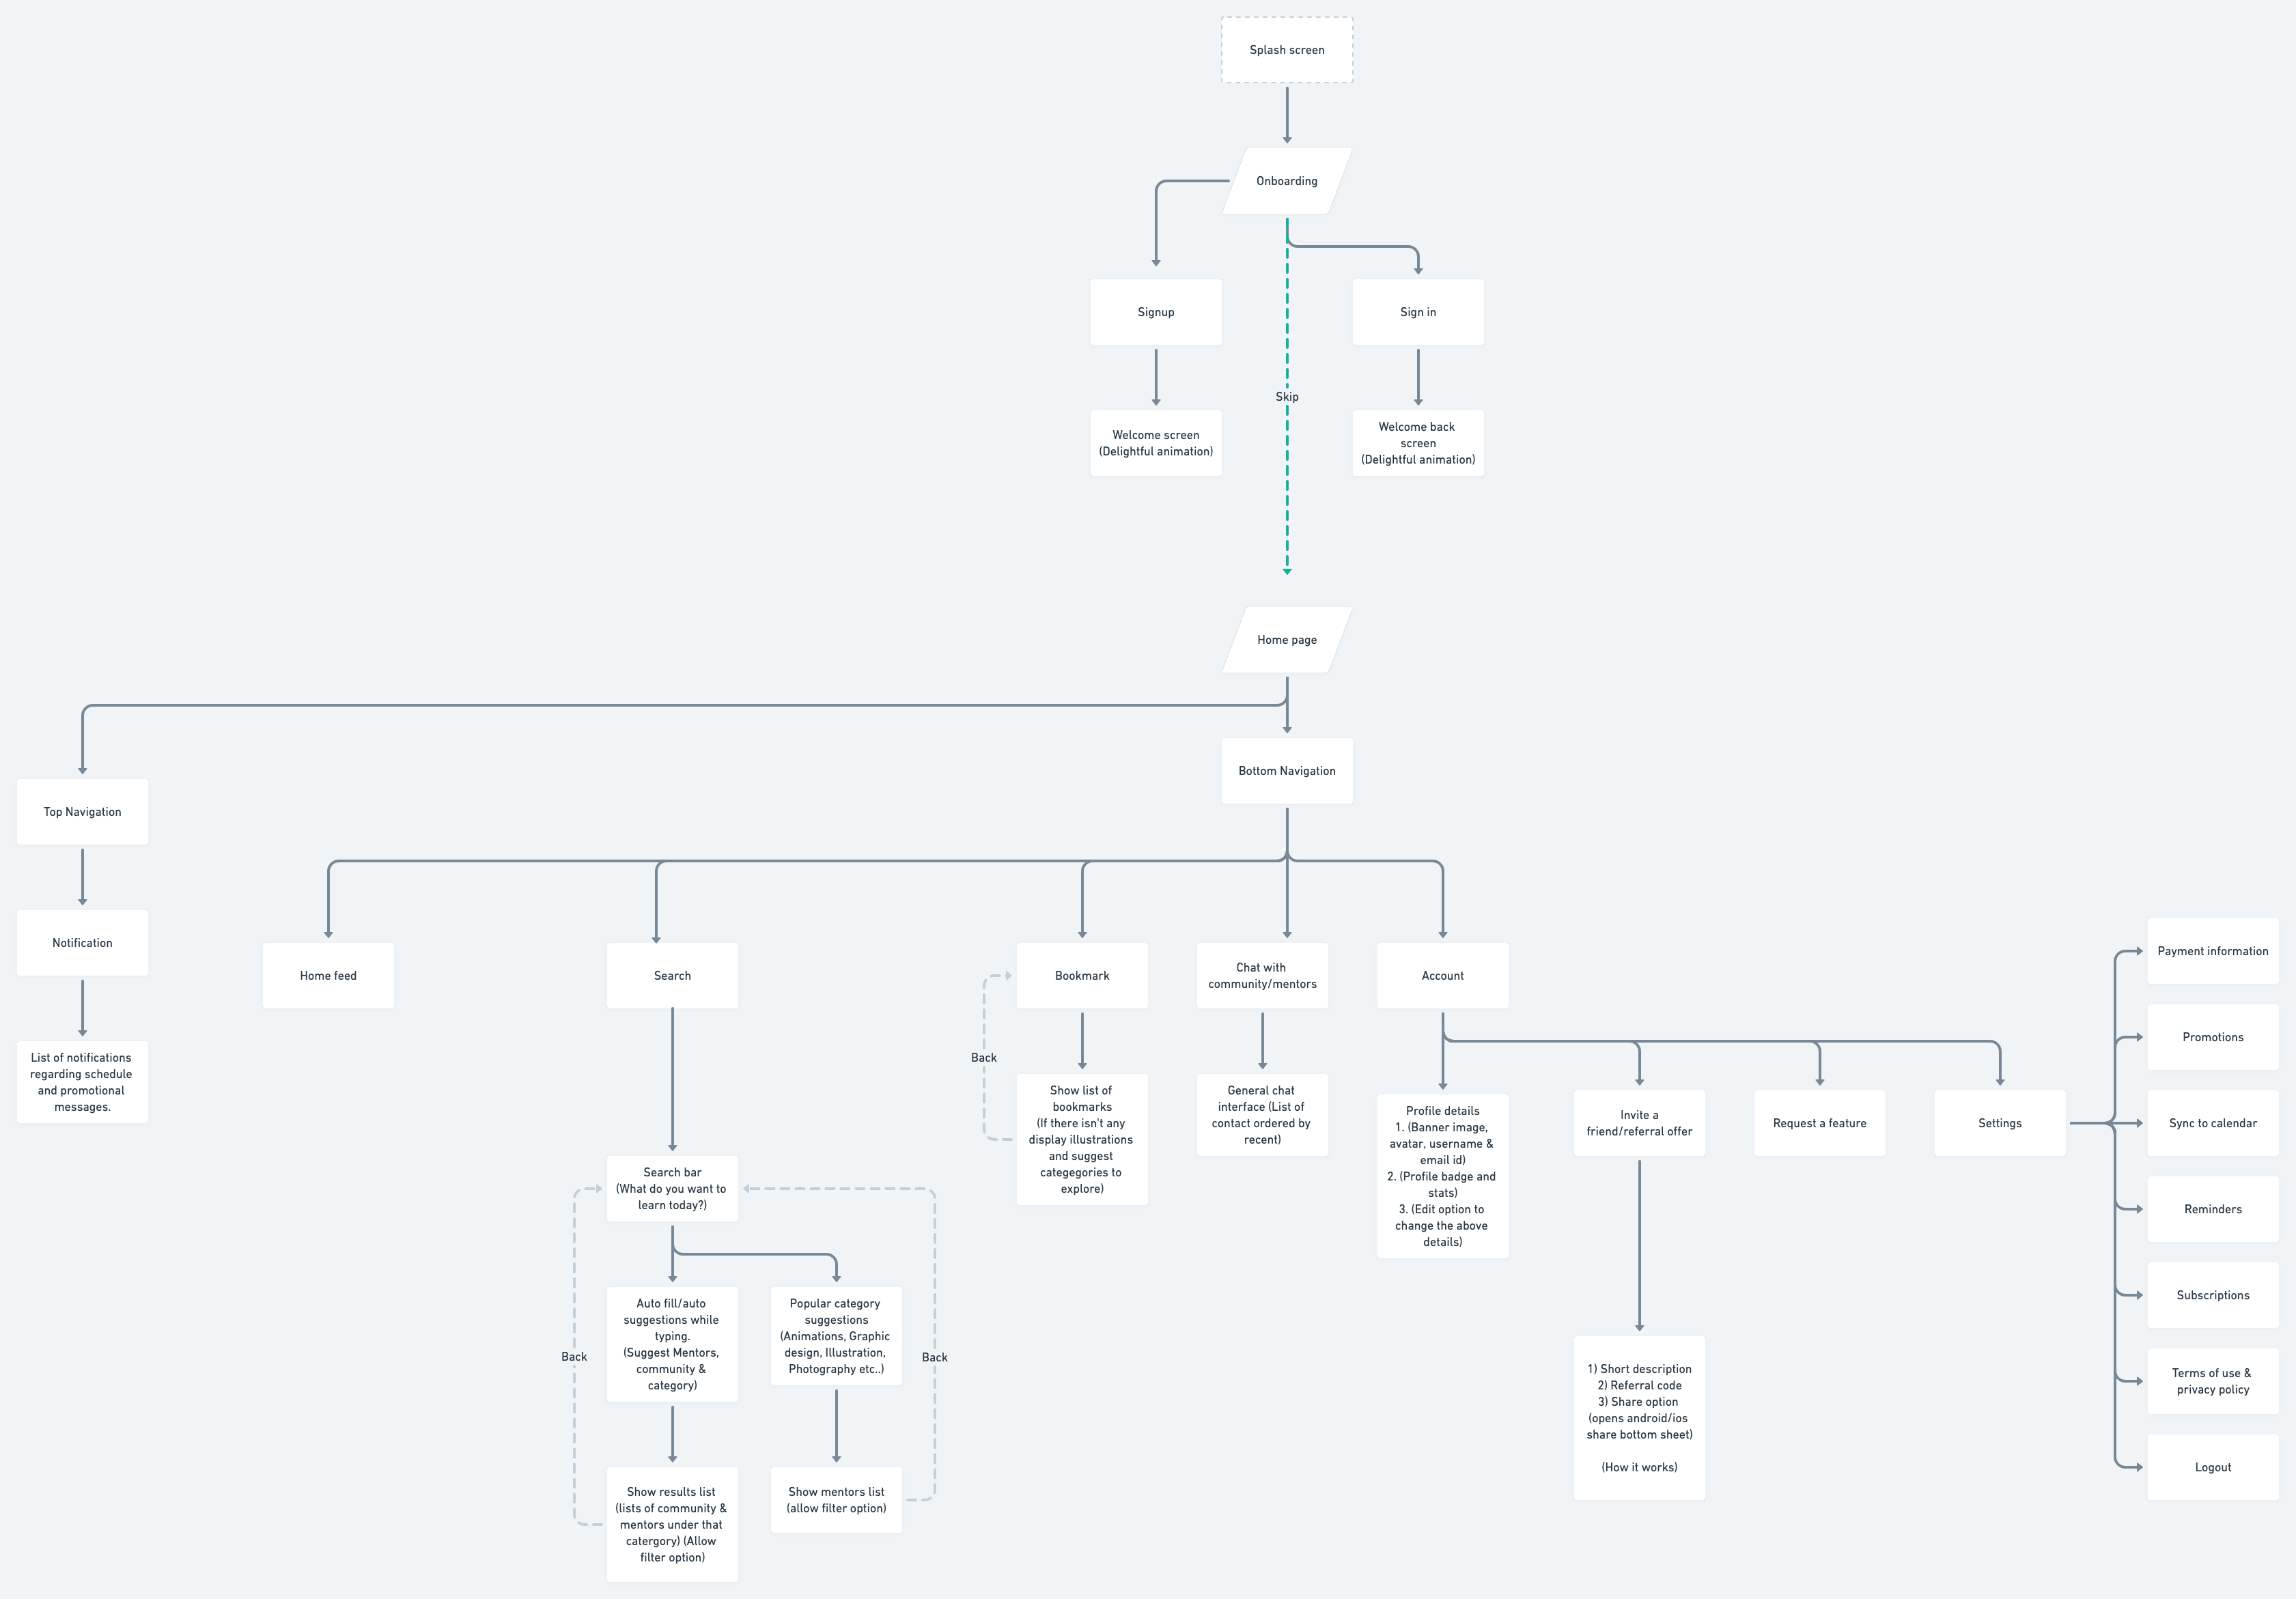 Splash screen
Onboarding
Signup
Sign in
Skip
Welcome screen
(Delightful animation)
Welcome back
screen
(Delightful animation)
Home page
Bottom Navigation
Top Navigation
Notification
List of notifications
regarding schedule
and promotional
messages.
Home feed
Search
Search bar
(What do you want to
learn today?)
Auto fill/auto
suggestions while
typing.
(Suggest Mentors,
community &
category)
Popular category
suggestions
(Animations, Graphic
design, Illustration,
Photography etc..)
Back
Back
Show results list
(lists of community &
mentors under that
catergory) (Allow
filter option)
Show mentors list
(allow filter option)
Bookmark
Back
Show list of
bookmarks
(If there isn't any
display illustrations
and suggest
categegories to
explore)
Chat with
community/mentors
General chat
interface (List of
contact ordered by
recent)
Account
Profile details
1. (Banner image,
avatar, username &
email id)
2. (Profile badge and
stats)
3. (Edit option to
change the above
details)
Invite a
friend/referral offer
1) Short description
2) Referral code
3) Share option
(opens android/ios
share bottom sheet)
(How it works)
Request a feature
Settings
Payment information
Promotions
Sync to calendar
Reminders
Subscriptions
Terms of use &
privacy policy
Logout